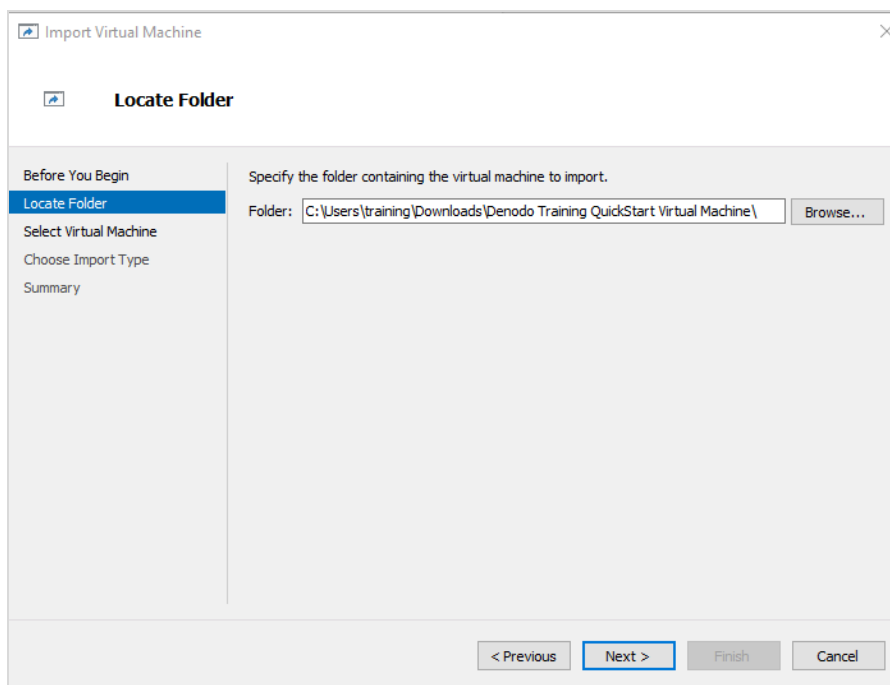 Import Virtual Machine
Locate Folder
Before You Begin
Locate Folder
Select Virtual Machine
Choose Import Type
Summary
Specify the folder containing the virtual machine to import.
Folder: C:\Users\training\Downloads\Denodo Training QuickStart Virtual Machine\ Browse...
< Previous Next > Finish Cancel